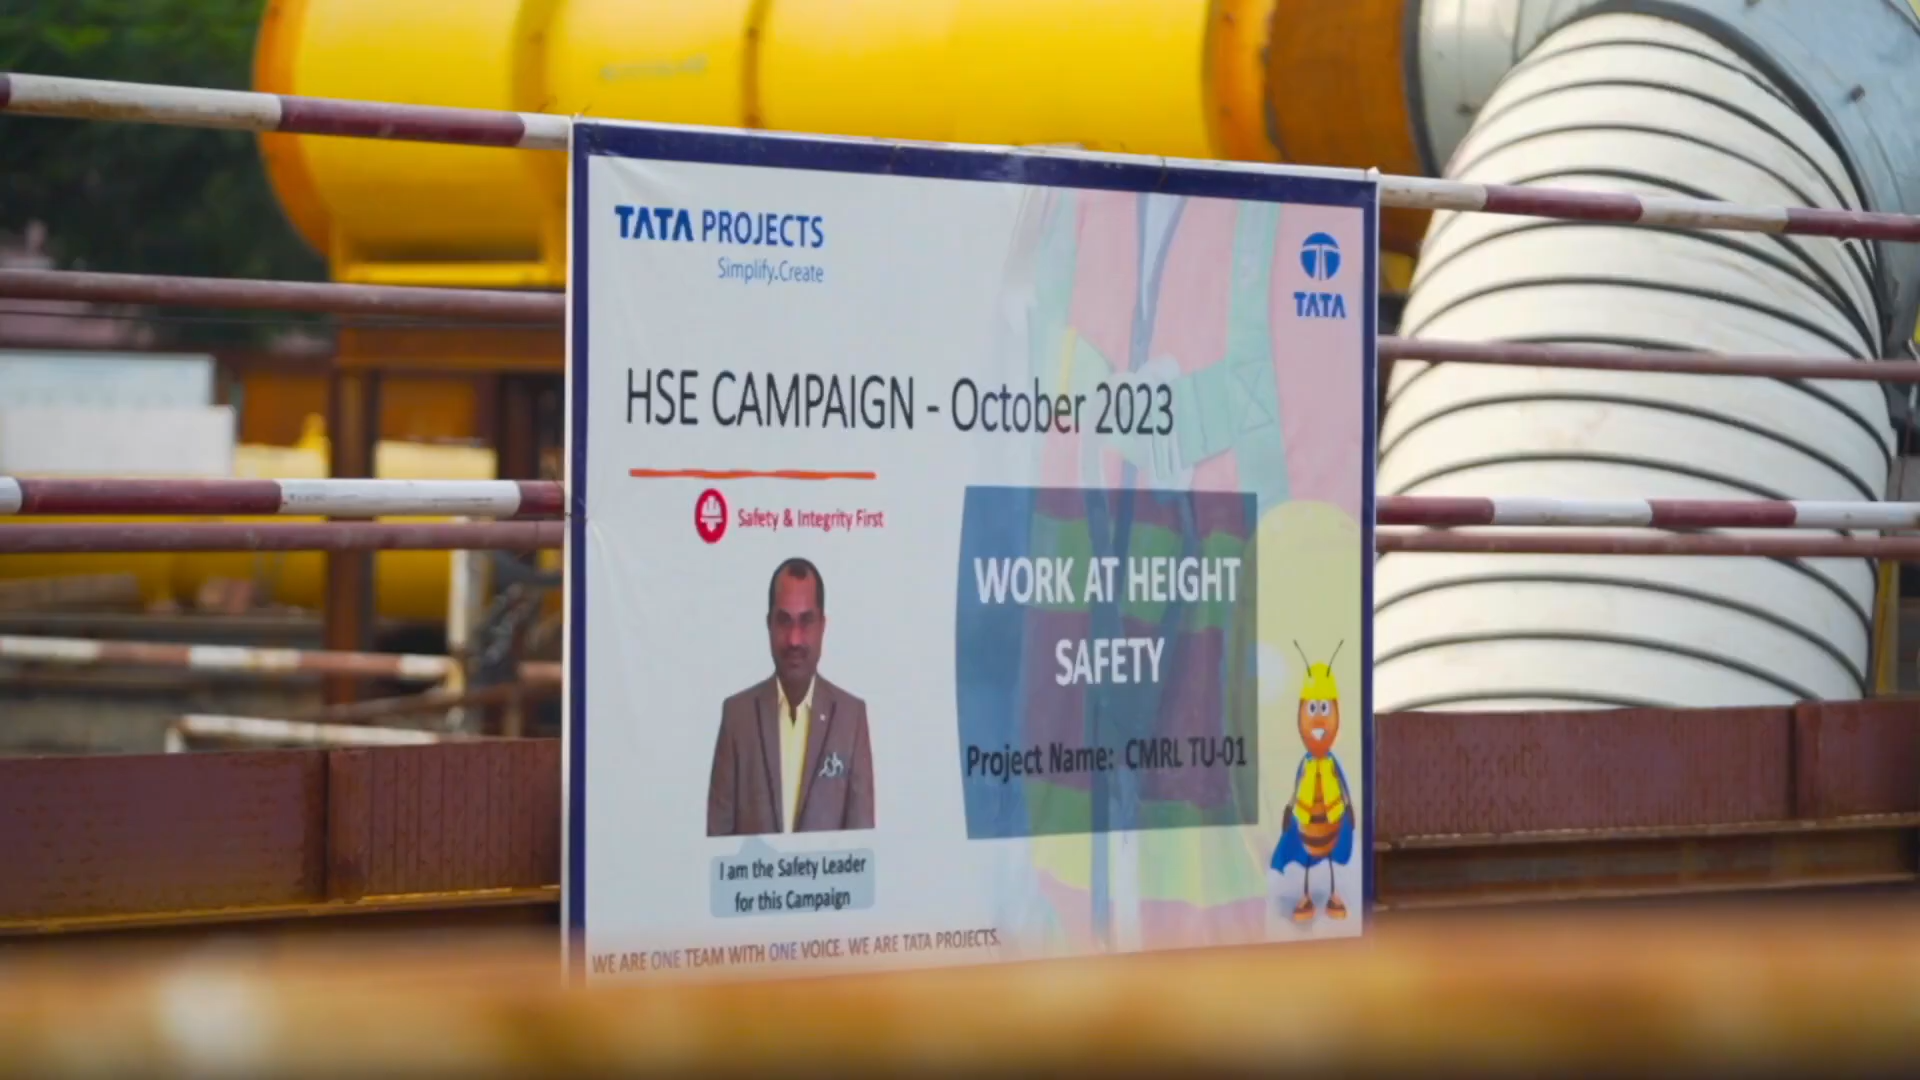 TATA PROJECTS
Simplify.Create
TATA
HSE CAMPAIGN - October 2023
Safety & Integrity First
WORK AT HEIGHT
SAFETY
Project Name: CMRL TU-01
I am the Safety Leader
for this Campaign
WE ARE ONE TEAM WITH ONE VOICE. WE ARE TATA PROJECTS.